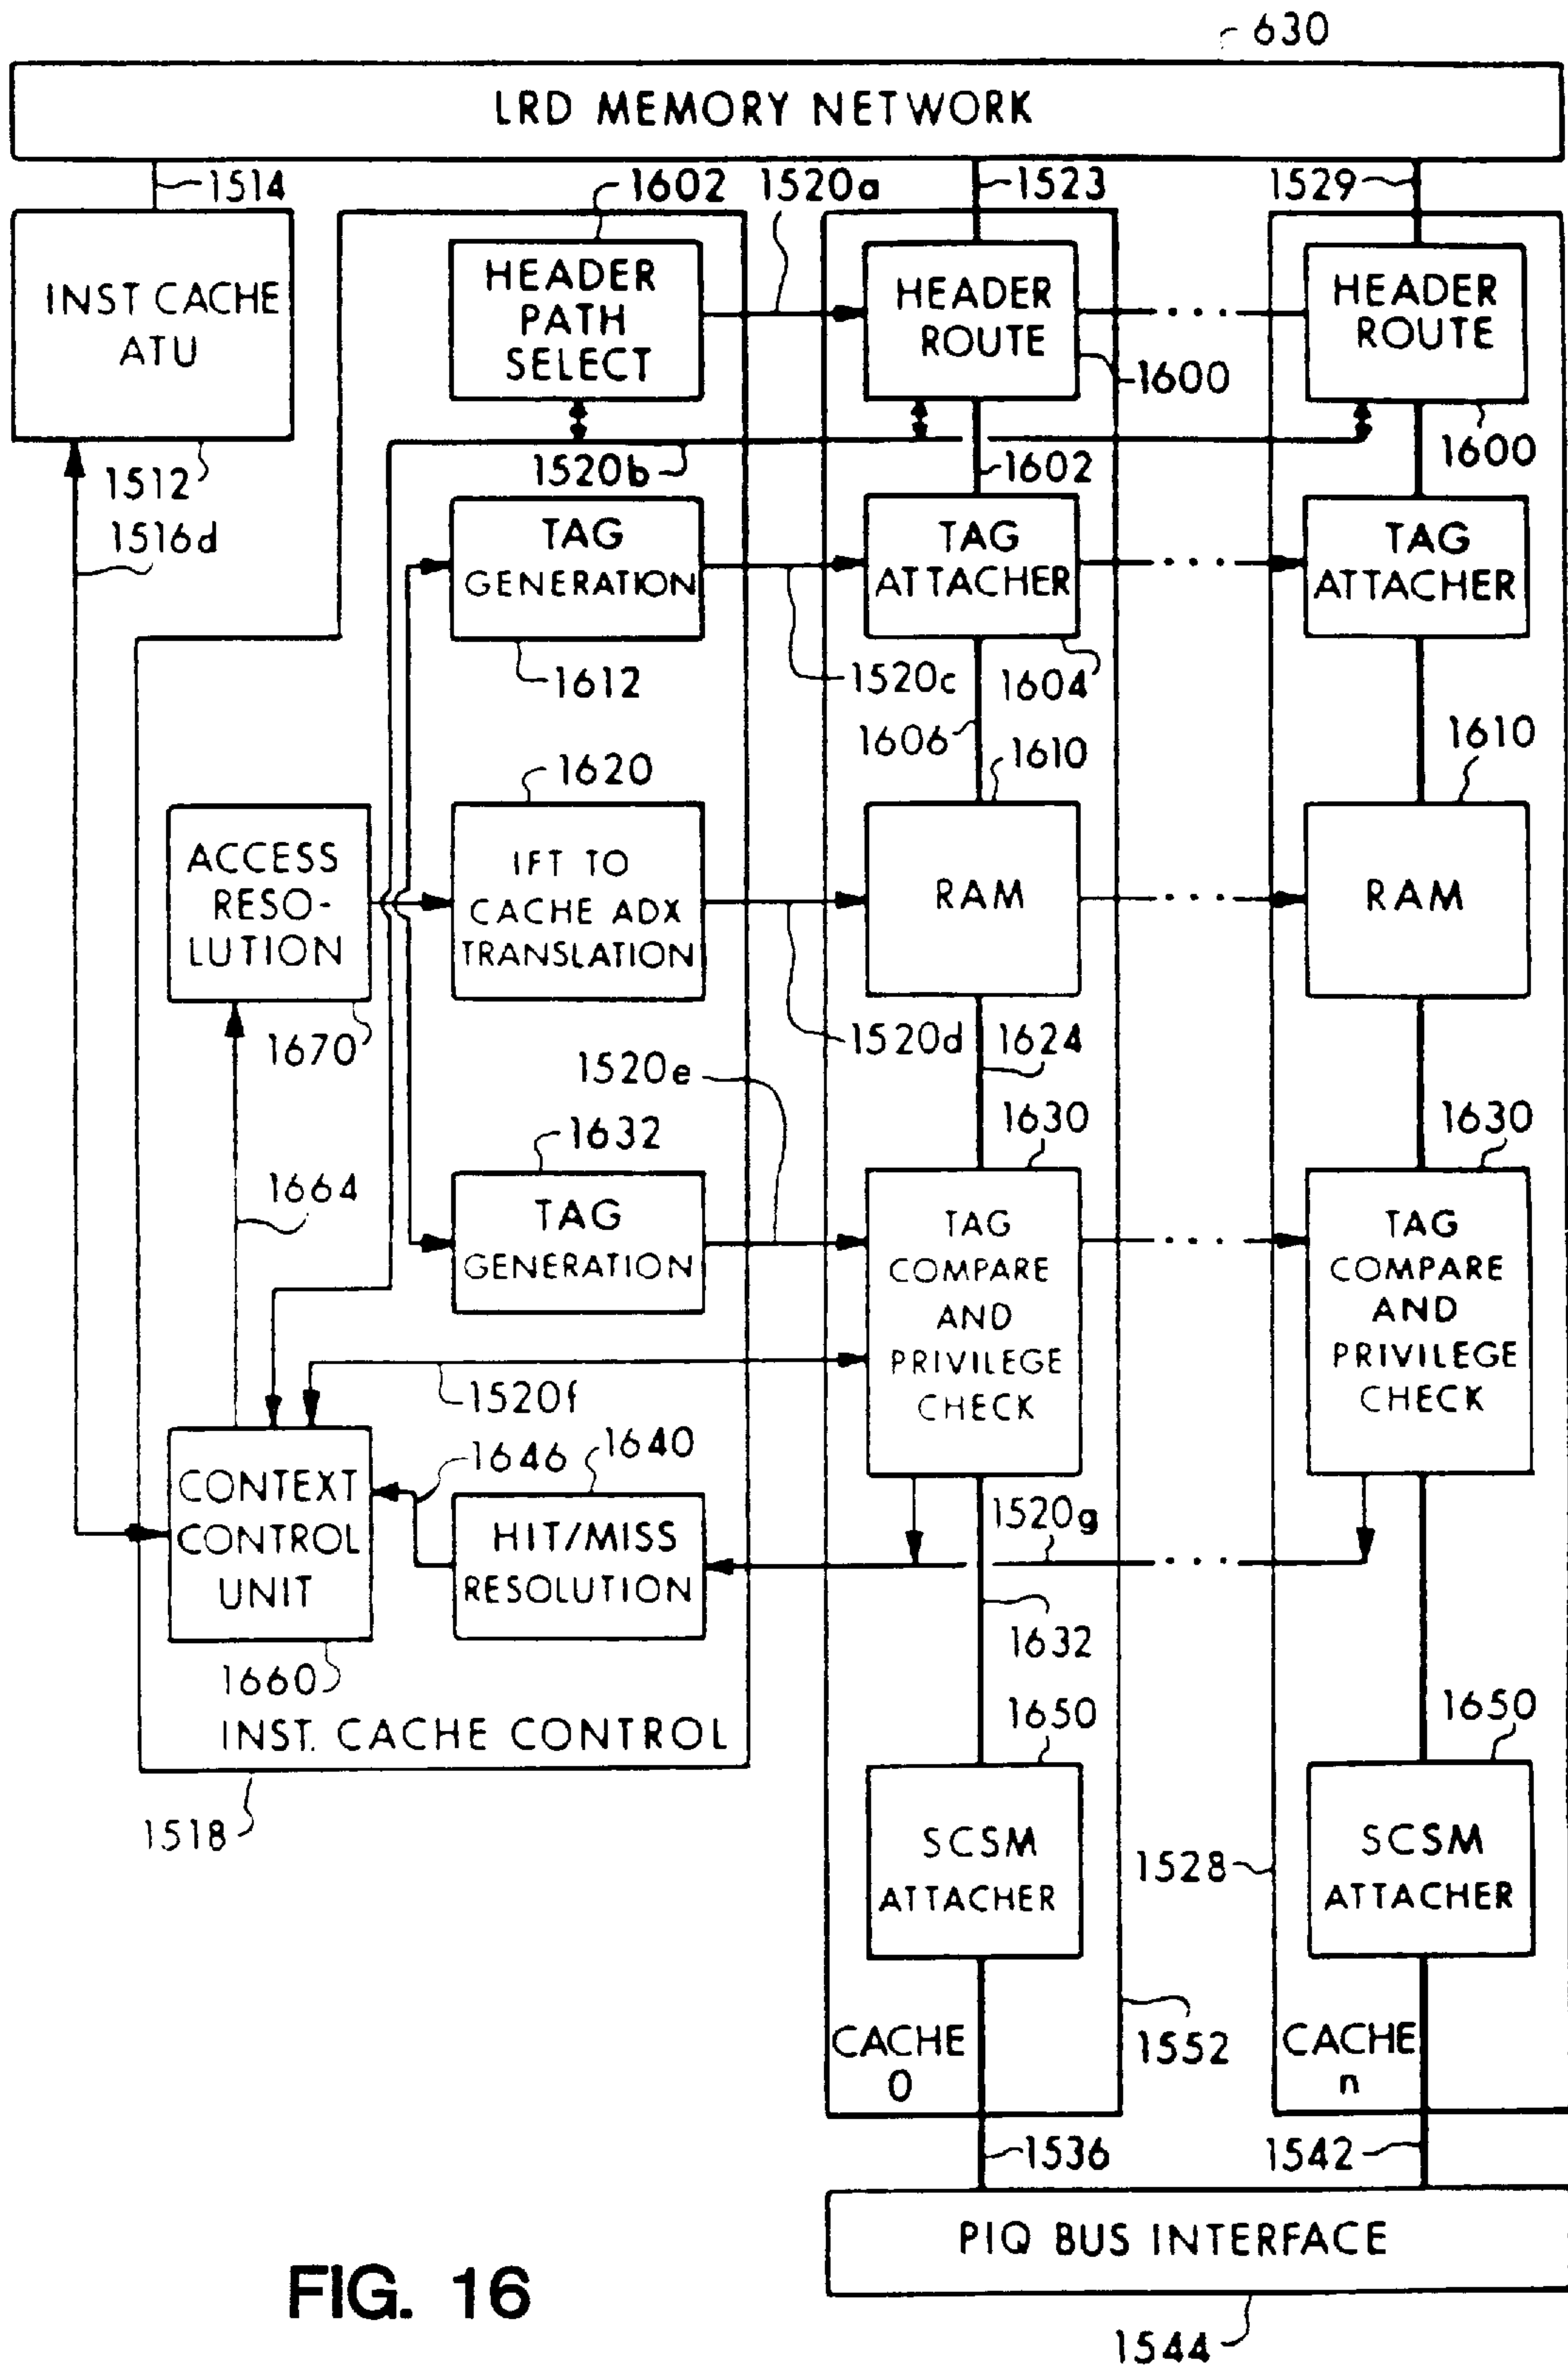 630
LRD MEMORY NETWORK
1514
1602
1520a
1523
1529
INST CACHE
ATU
HEADER
PATH
SELECT
HEADER
ROUTE
HEADER
ROUTE
1600
1512
1520b
1602
1600
1516d
TAG
GENERATION
TAG
ATTACHER
TAG
ATTACHER
1612
1520c
1604
1606
1610
1610
1620
ACCESS
RESO-
LUTION
IFT TO
CACHE ADX
TRANSLATION
RAM
RAM
1670
1520d
1624
1520e
1632
1630
1630
1664
TAG
GENERATION
TAG
COMPARE
AND
PRIVILEGE
CHECK
TAG
COMPARE
AND
PRIVILEGE
CHECK
1520f
1646
1640
CONTEXT
CONTROL
UNIT
HIT/MISS
RESOLUTION
1520g
1632
1660
INST. CACHE CONTROL
1650
1650
1518
SCSM
ATTACHER
1528
SCSM
ATTACHER
CACHE
0
1552
CACHE
n
1536
1542
PIQ BUS INTERFACE
1544
FIG. 16